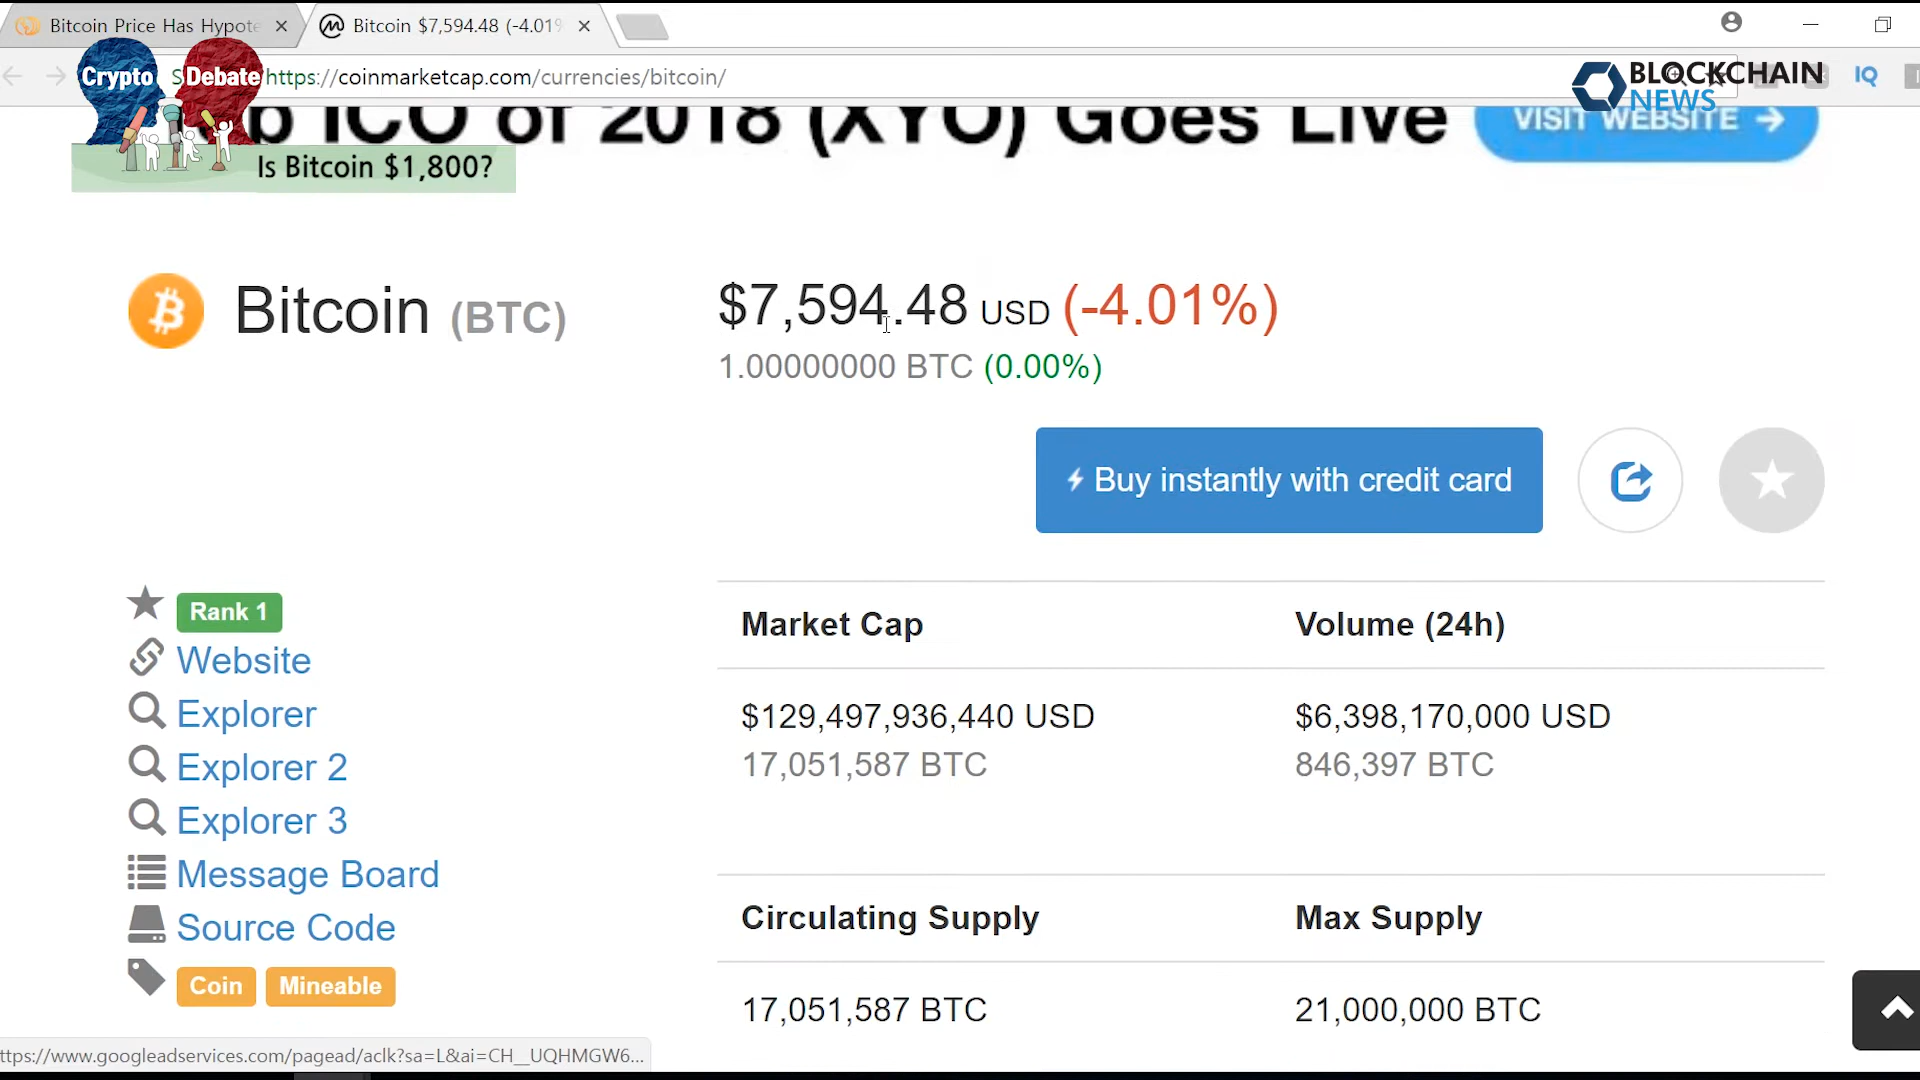 Bitcoin Price Has Hypote
Bitcoin $7,594.48 (-4.01%
https://coinmarketcap.com/currencies/bitcoin/
Crypto Debate
Is Bitcoin $1,800?
BLOCKCHAIN
NEWS
IQ
ICO of 2018 (XYO) Goes Live
VISIT WEBSITE
Bitcoin (BTC)
$7,594.48 USD (-4.01%)
1.00000000 BTC (0.00%)
Buy instantly with credit card
Rank 1
Website
Explorer
Explorer 2
Explorer 3
Message Board
Source Code
Coin Mineable
Market Cap
Volume (24h)
$129,497,936,440 USD
$6,398,170,000 USD
17,051,587 BTC
846,397 BTC
Circulating Supply
Max Supply
17,051,587 BTC
21,000,000 BTC
ttps://www.googleadservices.com/pagead/aclk?sa=L&ai=CH__UQHMGW6...